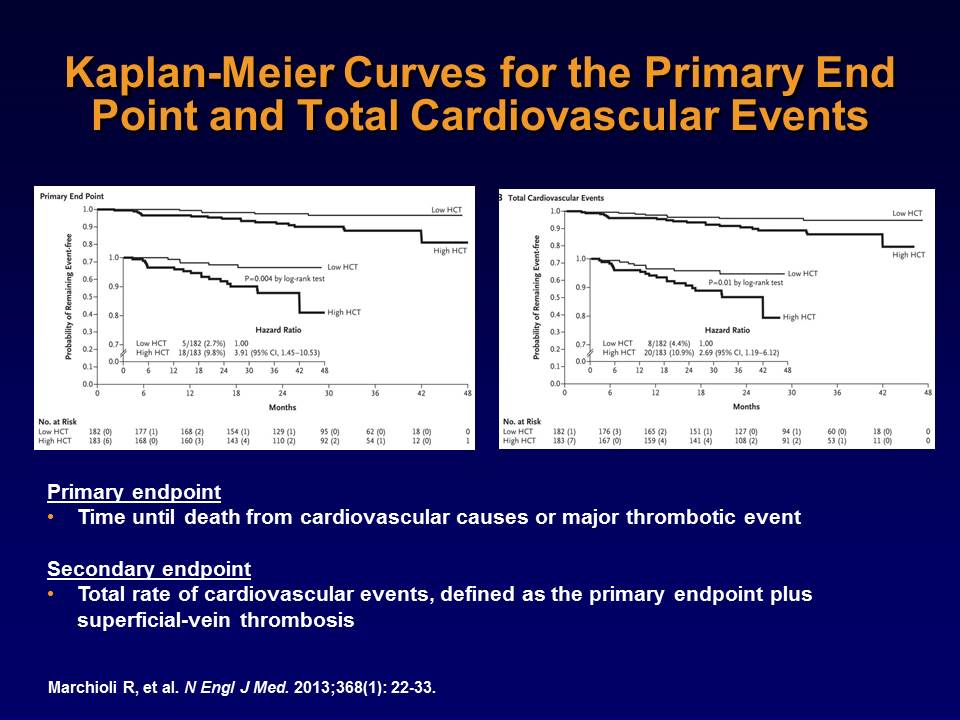 Kaplan-Meier Curves for the Primary End
Point and Total Cardiovascular Events
Primary End Point
Probability of Remaining Event-free
1.0
0.9
0.8
0.7
0.6
0.5
0.4
0.3
0.2
0.1
0.0
Low HCT
High HCT
1.0
0.9
0.8
0.7
0.0
Low HCT
P=0.004 by log-rank test
High HCT
Hazard Ratio
Low HCT 5/182 (2.7%) 1.00
High HCT 18/183 (9.8%) 3.91 (95% CI, 1.45–10.53)
0 6 12 18 24 30 36 42 48
0 6 12 18 24 30 36 42 48
Months
No. at Risk
Low HCT 182 (0) 177 (1) 168 (2) 154 (1) 129 (1) 95 (0) 62 (0) 18 (0) 0
High HCT 183 (6) 168 (0) 160 (3) 143 (4) 110 (2) 92 (2) 54 (1) 12 (0) 1
B Total Cardiovascular Events
Probability of Remaining Event-free
1.0
0.9
0.8
0.7
0.6
0.5
0.4
0.3
0.2
0.1
0.0
Low HCT
High HCT
1.0
0.9
0.8
0.7
0.0
Low HCT
P=0.01 by log-rank test
High HCT
Hazard Ratio
Low HCT 8/182 (4.4%) 1.00
High HCT 20/183 (10.9%) 2.69 (95% CI, 1.19–6.12)
0 6 12 18 24 30 36 42 48
0 6 12 18 24 30 36 42 48
Months
No. at Risk
Low HCT 182 (1) 176 (3) 165 (2) 151 (1) 127 (0) 94 (1) 60 (0) 18 (0) 0
High HCT 183 (7) 167 (0) 159 (4) 141 (4) 108 (2) 91 (2) 53 (1) 11 (0) 0
Primary endpoint
• Time until death from cardiovascular causes or major thrombotic event
Secondary endpoint
• Total rate of cardiovascular events, defined as the primary endpoint plus
superficial-vein thrombosis
Marchioli R, et al. N Engl J Med. 2013;368(1): 22-33.